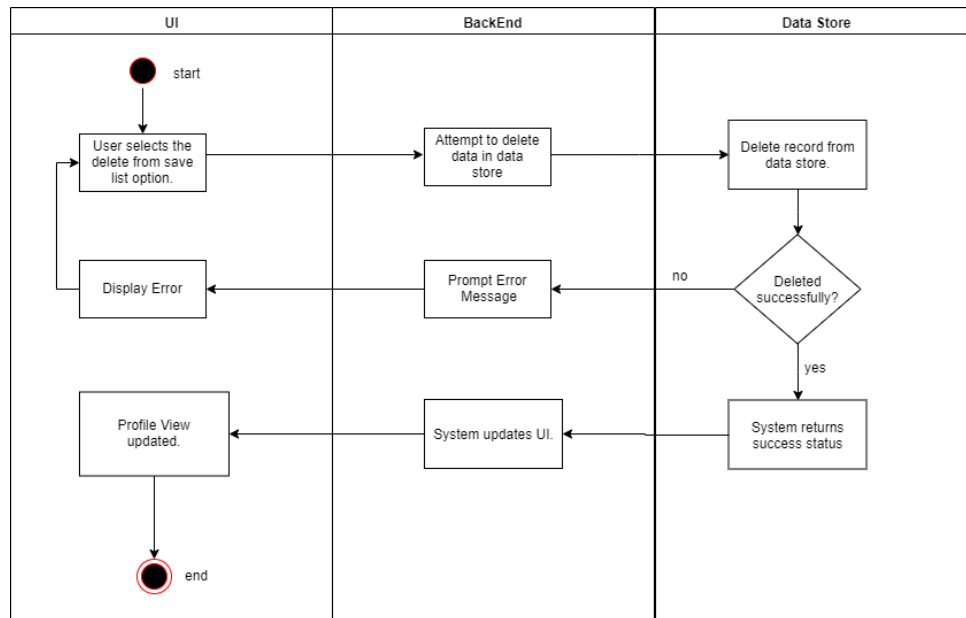 UI
BackEnd
Data Store
start
User selects the
delete from save
list option.
Attempt to delete
data in data
store
Delete record from
data store.
Display Error
Prompt Error
Message
no
Deleted
successfully?
yes
Profile View
updated.
System updates UI.
System returns
success status
end